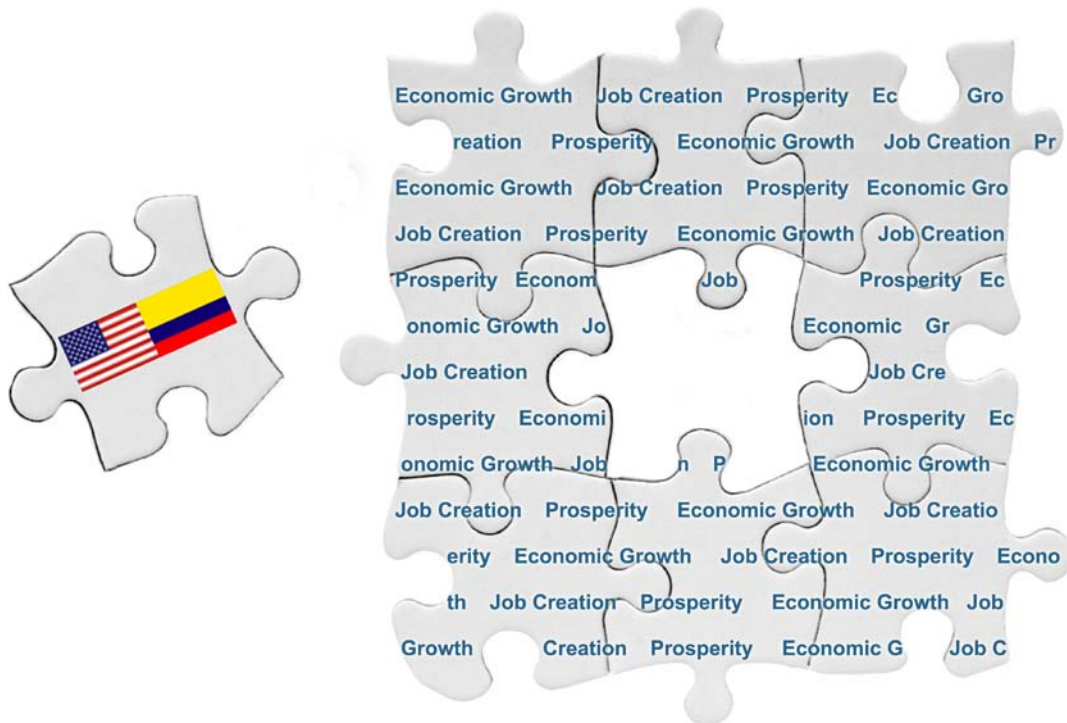 Economic Growth Job Creation Prosperity Ec Gro
reation Prosperity Economic Growth Job Creation Pr
Economic Growth Job Creation Prosperity Economic Gro
Job Creation Prosperity Economic Growth Job Creation
Prosperity Econom Job Prosperity Ec
onomic Growth Jo Economic Gr
Job Creation Job Cre
rosperity Economi ion Prosperity Ec
onomic Growth Job n P Economic Growth
Job Creation Prosperity Economic Growth Job Creatio
erity Economic Growth Job Creation Prosperity Econo
th Job Creation Prosperity Economic Growth Job
Growth Creation Prosperity Economic G Job C